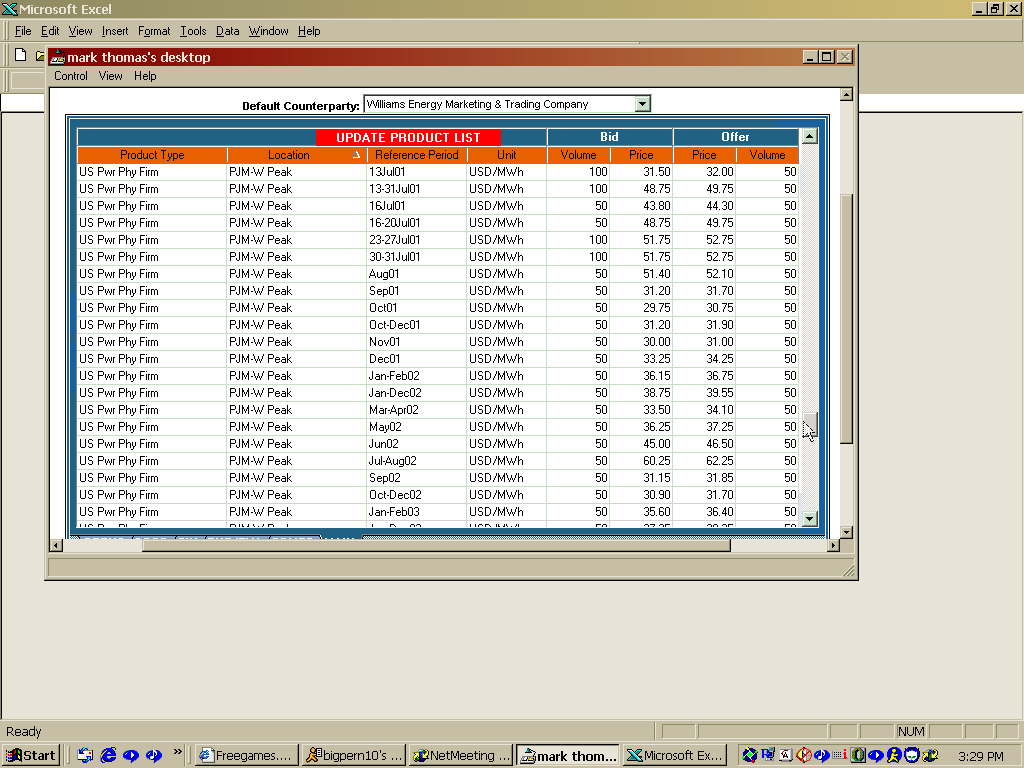 Microsoft Excel
File Edit View Insert Format Tools Data Window Help
mark thomas's desktop
Control View Help
Default Counterparty: Williams Energy Marketing & Trading Company
UPDATE PRODUCT LIST Bid Offer
Product Type Location Reference Period Unit Volume Price Price Volume
US Pwr Phy Firm PJM-W Peak 13Jul01 USD/MWh 100 31.50 32.00 50
US Pwr Phy Firm PJM-W Peak 13-31Jul01 USD/MWh 100 48.75 49.75 50
US Pwr Phy Firm PJM-W Peak 16Jul01 USD/MWh 50 43.80 44.30 50
US Pwr Phy Firm PJM-W Peak 16-20Jul01 USD/MWh 50 48.75 49.75 50
US Pwr Phy Firm PJM-W Peak 23-27Jul01 USD/MWh 100 51.75 52.75 50
US Pwr Phy Firm PJM-W Peak 30-31Jul01 USD/MWh 100 51.75 52.75 50
US Pwr Phy Firm PJM-W Peak Aug01 USD/MWh 50 51.40 52.10 50
US Pwr Phy Firm PJM-W Peak Sep01 USD/MWh 50 31.20 31.70 50
US Pwr Phy Firm PJM-W Peak Oct01 USD/MWh 50 29.75 30.75 50
US Pwr Phy Firm PJM-W Peak Oct-Dec01 USD/MWh 50 31.20 31.90 50
US Pwr Phy Firm PJM-W Peak Nov01 USD/MWh 50 30.00 31.00 50
US Pwr Phy Firm PJM-W Peak Dec01 USD/MWh 50 33.25 34.25 50
US Pwr Phy Firm PJM-W Peak Jan-Feb02 USD/MWh 50 36.15 36.75 50
US Pwr Phy Firm PJM-W Peak Jan-Dec02 USD/MWh 50 38.75 39.55 50
US Pwr Phy Firm PJM-W Peak Mar-Apr02 USD/MWh 50 33.50 34.10 50
US Pwr Phy Firm PJM-W Peak May02 USD/MWh 50 36.25 37.25 50
US Pwr Phy Firm PJM-W Peak Jun02 USD/MWh 50 45.00 46.50 50
US Pwr Phy Firm PJM-W Peak Jul-Aug02 USD/MWh 50 60.25 62.25 50
US Pwr Phy Firm PJM-W Peak Sep02 USD/MWh 50 31.15 31.85 50
US Pwr Phy Firm PJM-W Peak Oct-Dec02 USD/MWh 50 30.90 31.70 50
US Pwr Phy Firm PJM-W Peak Jan-Feb03 USD/MWh 50 35.60 36.40 50
Ready NUM
Start Freegames.... bigpern10's ... NetMeeting ... mark thom... Microsoft Ex... 3:29 PM